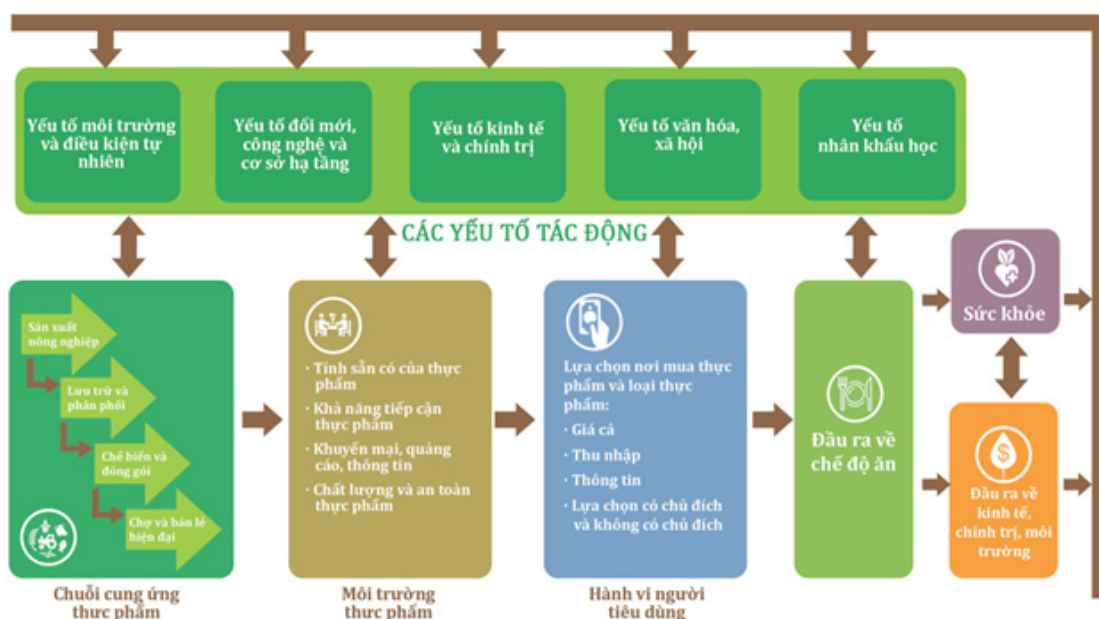 Yếu tố môi trường
và điều kiện tự
nhiên
Yếu tố đổi mới,
công nghệ và
cơ sở hạ tầng
Yếu tố kinh tế
và chính trị
Yếu tố văn hóa,
xã hội
Yếu tố
nhân khẩu học
CÁC YẾU TỐ TÁC ĐỘNG
Sản xuất
nông nghiệp
Lưu trữ và
phân phối
Chế biến và
đóng gói
Chợ và bán lẻ
hiện đại
Chuỗi cung ứng
thực phẩm
· Tính sẵn có của thực
phẩm
· Khả năng tiếp cận
thực phẩm
· Khuyến mại, quảng
cáo, thông tin
· Chất lượng và an toàn
thực phẩm
Môi trường
thực phẩm
Lựa chọn nơi mua thực
phẩm và loại thực
phẩm:
· Giá cả
· Thu nhập
· Thông tin
· Lựa chọn có chủ đích
và không có chủ đích
Hành vi người
tiêu dùng
Đầu ra về
chế độ ăn
Sức khỏe
Đầu ra về
kinh tế,
chính trị, môi
trường